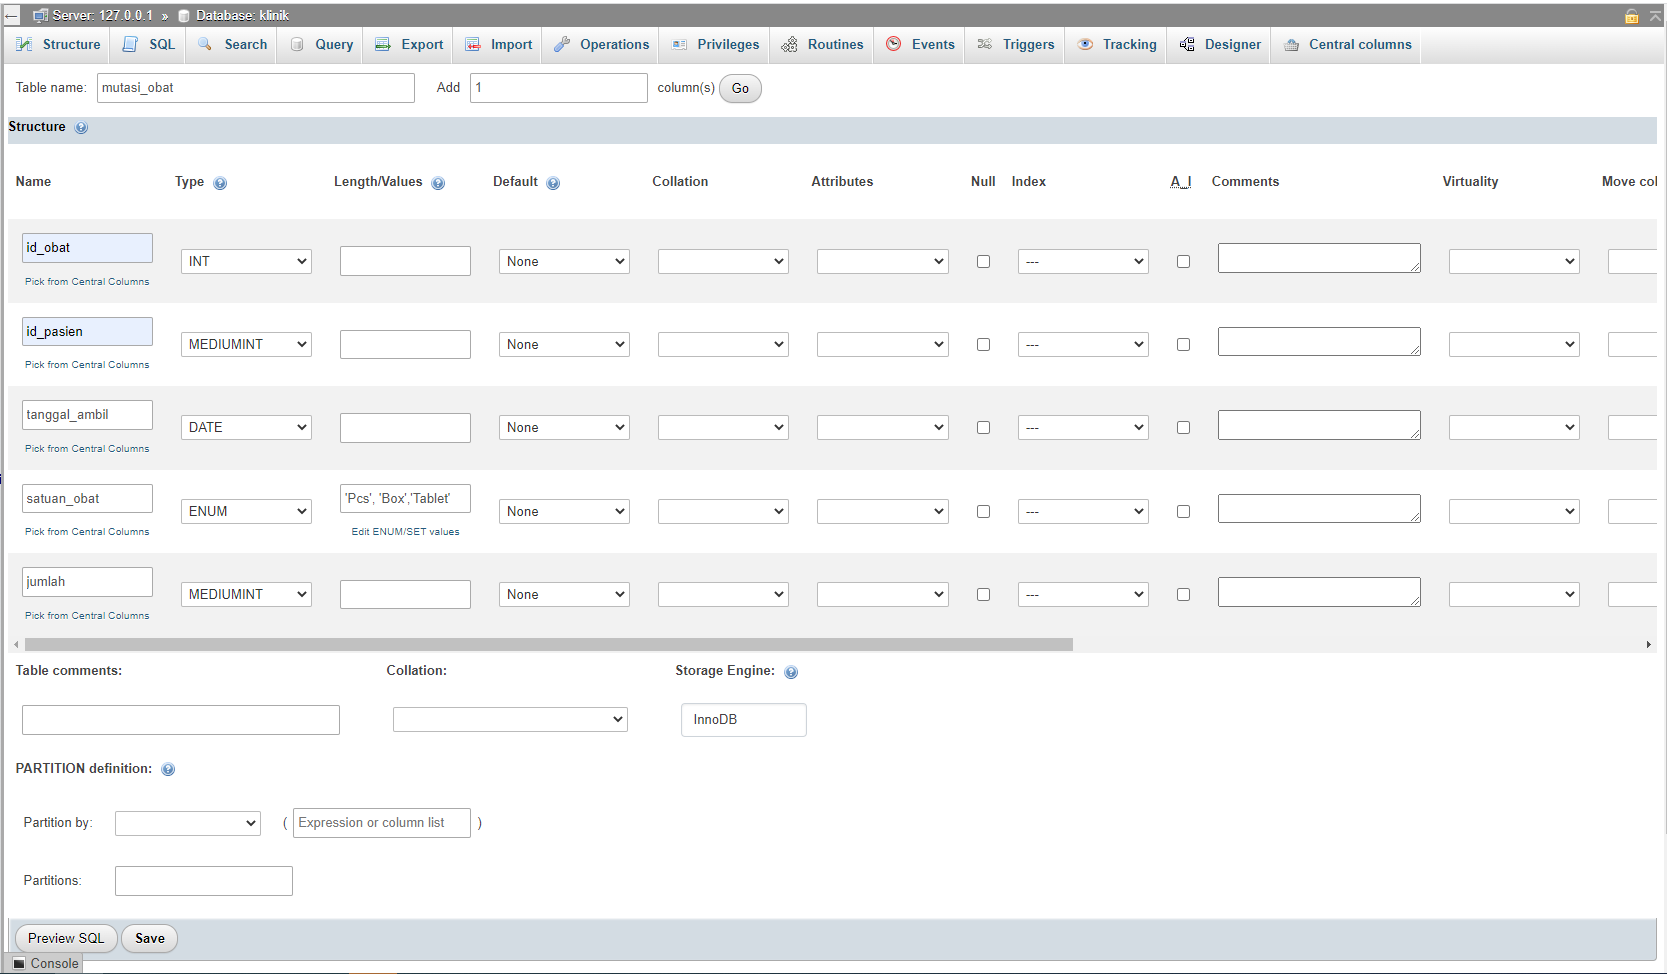 Server: 127.0.0.1 » Database: klinik
Structure SQL Search Query Export Import Operations Privileges Routines Events Triggers Tracking Designer Central columns
Table name: mutasi_obat Add 1 column(s) Go
Structure
Name Type Length/Values Default Collation Attributes Null Index A_I Comments Virtuality Move col
id_obat INT None ---
Pick from Central Columns
id_pasien MEDIUMINT None ---
Pick from Central Columns
tanggal_ambil DATE None ---
Pick from Central Columns
satuan_obat ENUM 'Pcs', 'Box','Tablet' None ---
Pick from Central Columns Edit ENUM/SET values
jumlah MEDIUMINT None ---
Pick from Central Columns
Table comments: Collation: Storage Engine:
InnoDB
PARTITION definition:
Partition by: ( Expression or column list )
Partitions:
Preview SQL Save
Console